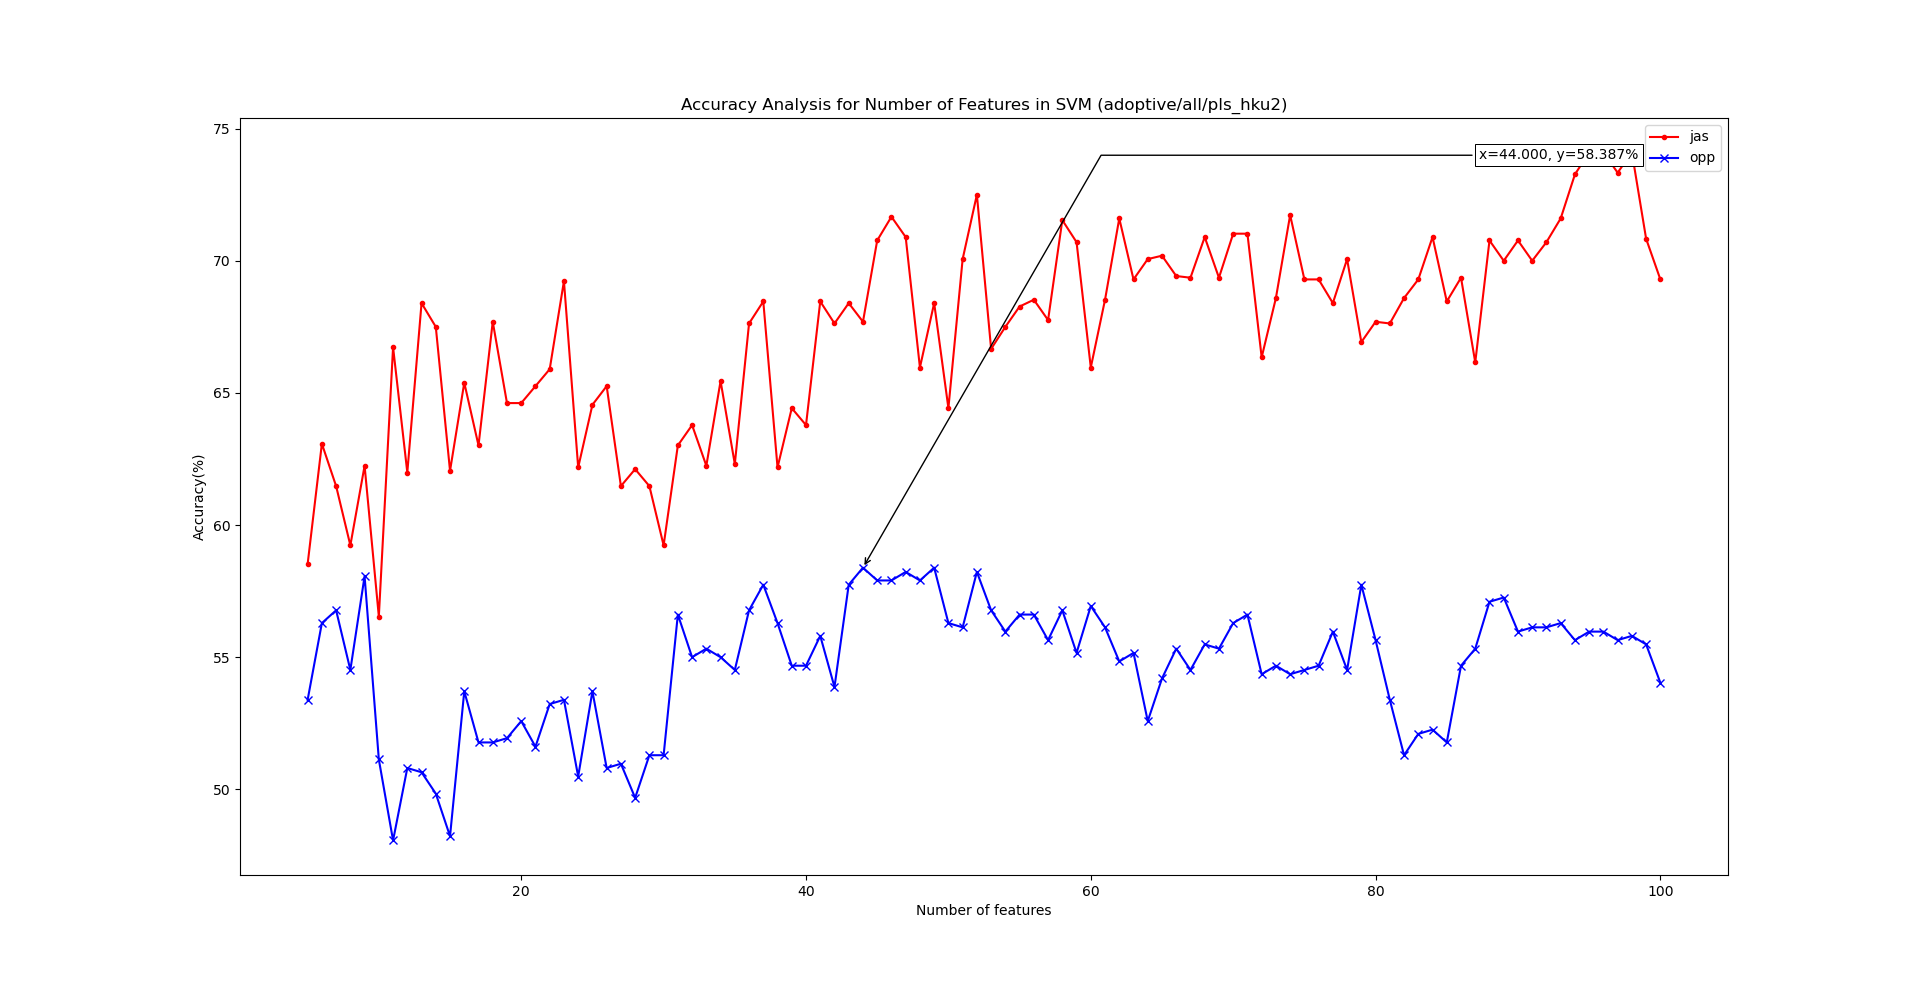 Accuracy Analysis for Number of Features in SVM (adoptive/all/pls_hku2)
75
70
65
60
55
50
Accuracy(%)
x=44.000, y=58.387%
jas
opp
20
40
60
80
100
Number of features